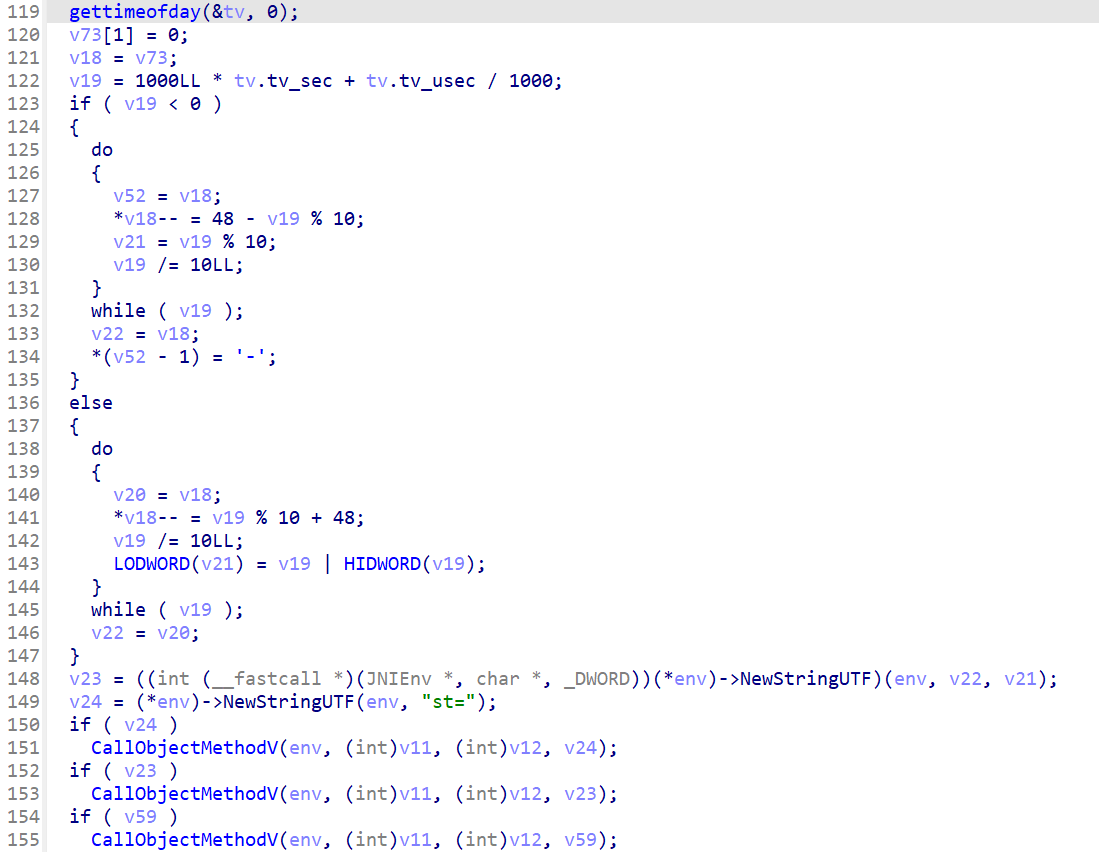 119 gettimeofday(&tv, 0);
120 v73[1] = 0;
121 v18 = v73;
122 v19 = 1000LL * tv.tv_sec + tv.tv_usec / 1000;
123 if ( v19 < 0 )
124 {
125 do
126 {
127 v52 = v18;
128 *v18-- = 48 - v19 % 10;
129 v21 = v19 % 10;
130 v19 /= 10LL;
131 }
132 while ( v19 );
133 v22 = v18;
134 *(v52 - 1) = '-';
135 }
136 else
137 {
138 do
139 {
140 v20 = v18;
141 *v18-- = v19 % 10 + 48;
142 v19 /= 10LL;
143 LODWORD(v21) = v19 | HIDWORD(v19);
144 }
145 while ( v19 );
146 v22 = v20;
147 }
148 v23 = ((int (__fastcall *)(JNIEnv *, char *, _DWORD))(*env)->NewStringUTF)(env, v22, v21);
149 v24 = (*env)->NewStringUTF(env, "st=");
150 if ( v24 )
151 CallObjectMethodV(env, (int)v11, (int)v12, v24);
152 if ( v23 )
153 CallObjectMethodV(env, (int)v11, (int)v12, v23);
154 if ( v59 )
155 CallObjectMethodV(env, (int)v11, (int)v12, v59);